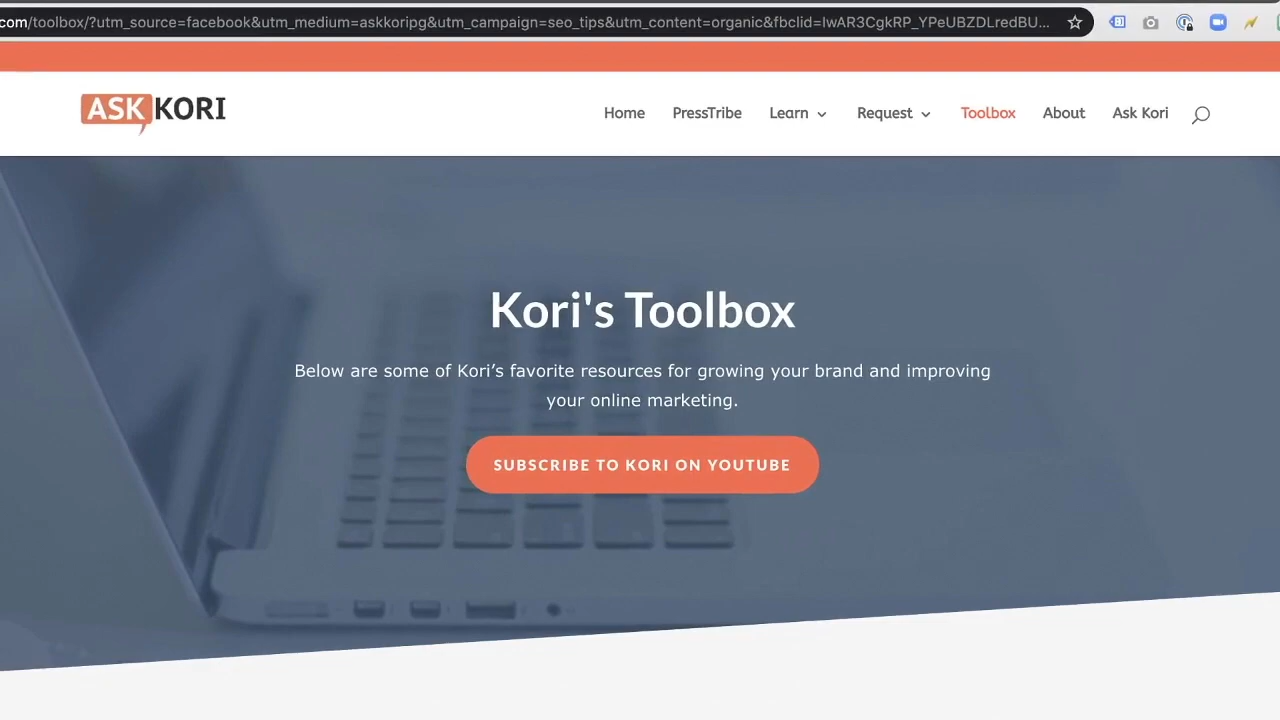 com/toolbox/?utm_source=facebook&utm_medium=askkoripg&utm_campaign=seo_tips&utm_content=organic&fbclid=IwAR3CgkRP_YPeUBZDLredBU...
ASK KORI
Home PressTribe Learn Request Toolbox About Ask Kori
Kori's Toolbox
Below are some of Kori's favorite resources for growing your brand and improving
your online marketing.
SUBSCRIBE TO KORI ON YOUTUBE